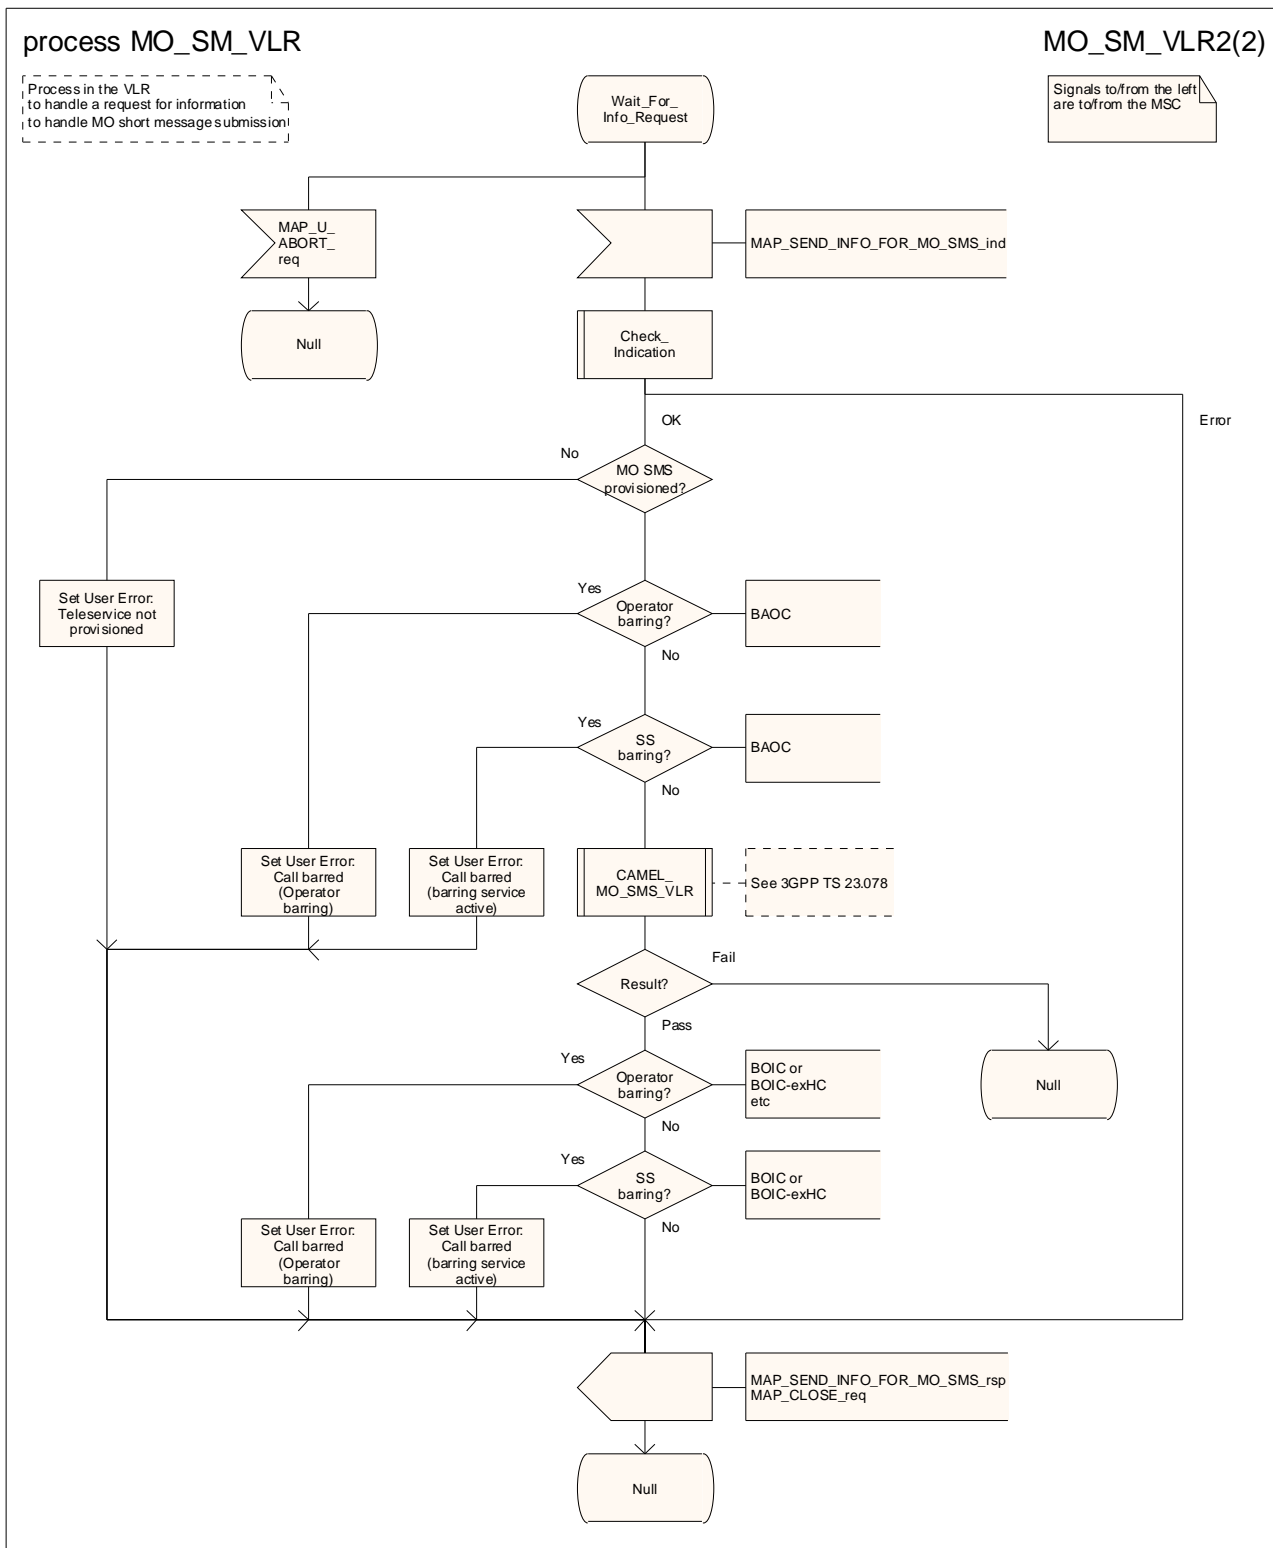 process MO_SM_VLR
MO_SM_VLR2(2)
Process in the VLR
to handle a request for information
to handle MO short message submission
Wait_For_
Info_Request
Signals to/from the left
are to/from the MSC
MAP_U_
ABORT_
req
MAP_SEND_INFO_FOR_MO_SMS_ind
Null
Check_
Indication
OK
Error
No
MO SMS
provisioned?
Set User Error:
Teleservice not
provisioned
Yes
Operator
barring?
BAOC
No
Yes
SS
barring?
BAOC
No
Set User Error:
Call barred
(Operator
barring)
Set User Error:
Call barred
(barring service
active)
CAMEL_
MO_SMS_VLR
See 3GPP TS 23.078
Fail
Result?
Pass
Yes
Operator
barring?
BOIC or
BOIC-exHC
etc
Null
No
Yes
SS
barring?
BOIC or
BOIC-exHC
No
Set User Error:
Call barred
(Operator
barring)
Set User Error:
Call barred
(barring service
active)
MAP_SEND_INFO_FOR_MO_SMS_rsp
MAP_CLOSE_req
Null